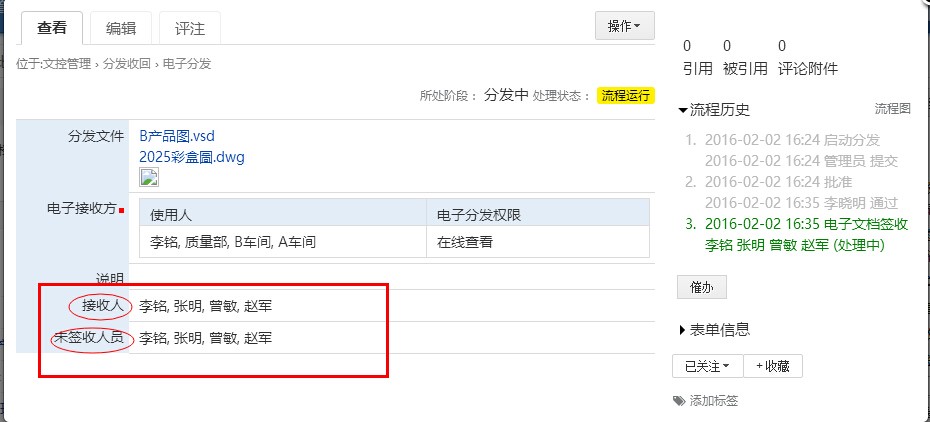 查看
编辑
评注
操作
位于:文控管理 › 分发收回 › 电子分发
所处阶段： 分发中 处理状态： 流程运行
分发文件
B产品图.vsd
2025彩盒圖.dwg
电子接收方
使用人
电子分发权限
李铭, 质量部, B车间, A车间
在线查看
说明
接收人
李铭, 张明, 曾敏, 赵军
未签收人员
李铭, 张明, 曾敏, 赵军
0 0 0
引用 被引用 评论附件
流程历史
流程图
1. 2016-02-02 16:24 启动分发
2016-02-02 16:24 管理员 提交
2. 2016-02-02 16:24 批准
2016-02-02 16:35 李晓明 通过
3. 2016-02-02 16:35 电子文档签收
李铭 张明 曾敏 赵军 (处理中)
催办
表单信息
已关注
+收藏
添加标签